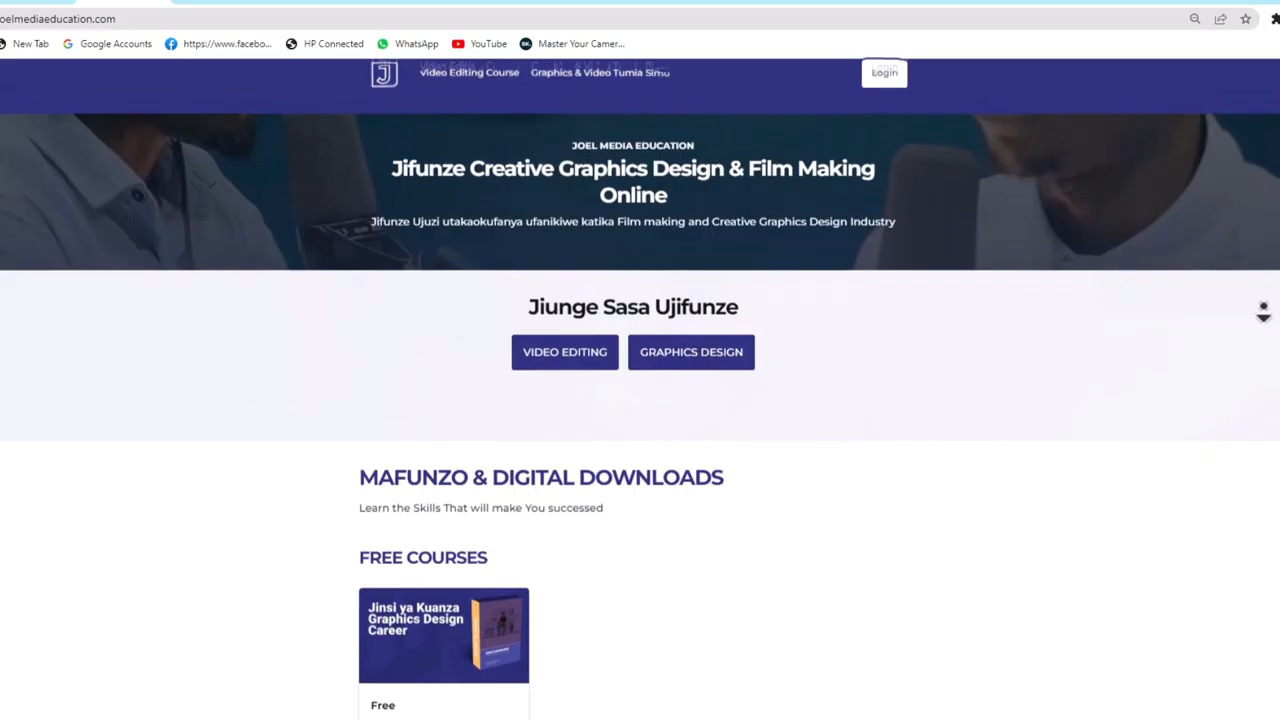 oelmediaeducation.com
New Tab
Google Accounts
https://www.facebo...
HP Connected
WhatsApp
YouTube
SK.
Master Your Camer...
J
Video Editing Course
Graphics & Video Tumia Simu
Login
JOEL MEDIA EDUCATION
Jifunze Creative Graphics Design & Film Making
Online
Jifunze Ujuzi utakaokufanya ufanikiwe katika Film making and Creative Graphics Design Industry
Jiunge Sasa Ujifunze
VIDEO EDITING
GRAPHICS DESIGN
MAFUNZO & DIGITAL DOWNLOADS
Learn the Skills That will make You successed
FREE COURSES
Jinsi ya Kuanza
Graphics Design
Career
Free